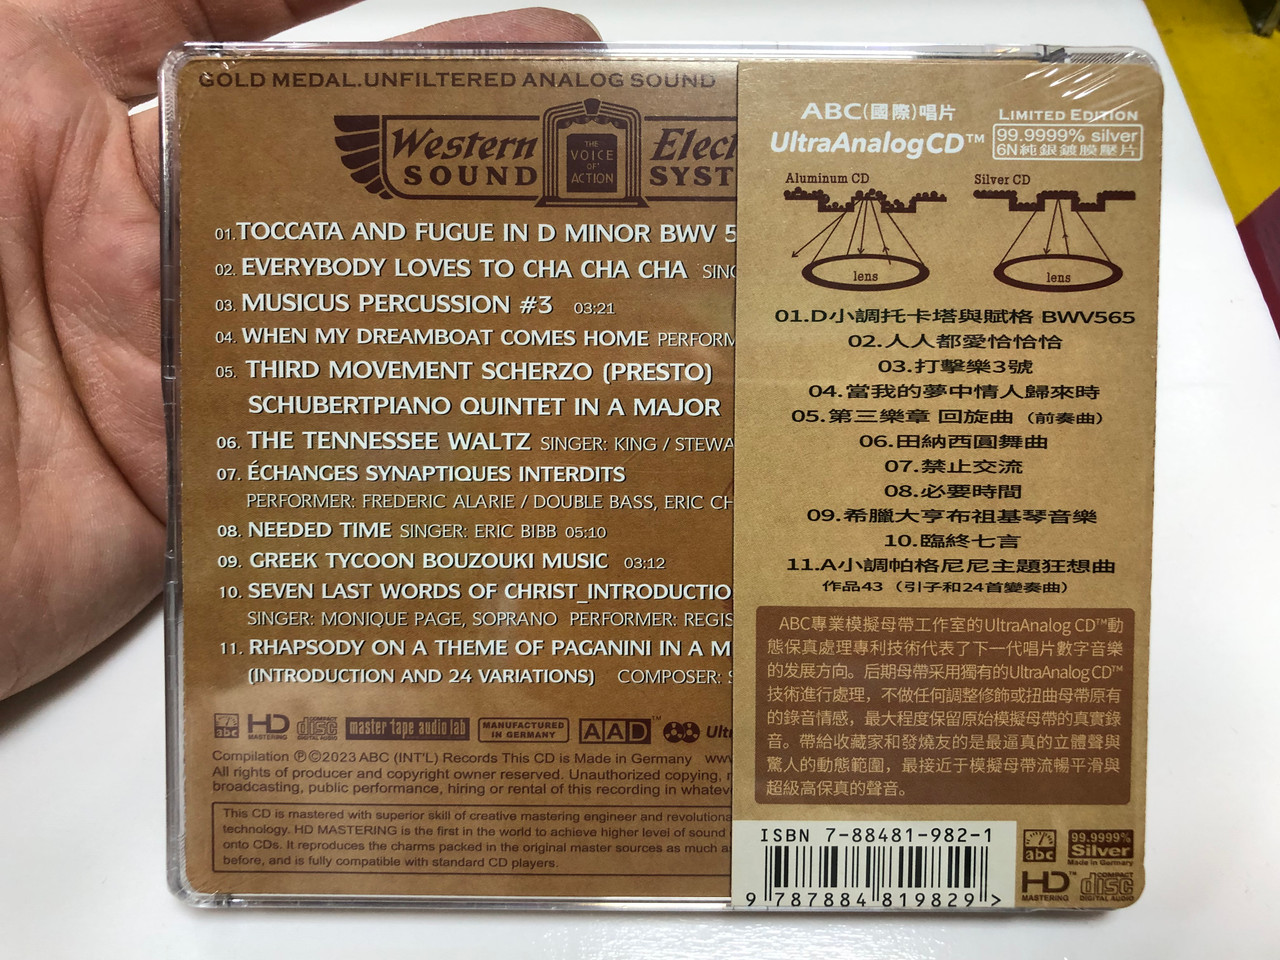 GOLD MEDAL.UNFILTERED ANALOG SOUND
Western
SOUND
THE
VOICE
OF
ACTION
01.TOCCATA AND FUGUE IN D MINOR BWV 5
02. EVERYBODY LOVES TO CHA CHA CHA
03. MUSICUS PERCUSSION #3 03:21
04. WHEN MY DREAMBOAT COMES HOME
05. THIRD MOVEMENT SCHERZO (PRESTO)
SCHUBERTPIANO QUINTET IN A MAJOR
06. THE TENNESSEE WALTZ SINGER: KING /
07. ÉCHANGES SYNAPTIQUES INTERDITS
PERFORMER: FREDERIC ALARIE / DOUBLE BASS, ERIC
08. NEEDED TIME SINGER: ERIC BIBB 05:10
09. GREEK TYCOON BOUZOUKI MUSIC 03:12
10. SEVEN LAST WORDS OF CHRIST_INTRODUCTIO
SINGER: MONIQUE PAGE, SOPRANO PERFORMER: REGIS
11. RHAPSODY ON A THEME OF PAGANINI IN A M
(INTRODUCTION AND 24 VARIATIONS) COMPOSER: S
abc
HD
MASTERING
COMPACT
disc
DIGITAL AUDIO
master tape audio lab
MANUFACTURED
IN GERMANY
AAD™
Compilation ℗©2023 ABC (INT'L) Records This CD is Made in Germany
All rights of producer and copyright owner reserved. Unauthorized copying,
broadcasting, public performance, hiring or rental of this recording in
This CD is mastered with superior skill of creative mastering engineer and
technology. HD MASTERING is the first in the world to achieve higher level of sound
onto CDs. It reproduces the charms packed in the original master sources as much as
before, and is fully compatible with standard CD players.
ABC(國際)唱片
UltraAnalogCD™
LIMITED EDITION
99.9999% silver
6N純銀鍍膜壓片
Aluminum CD
Silver CD
lens
lens
01.D小調托卡塔與賦格 BWV565
02.人人都愛恰恰恰
03.打擊樂3號
04.當我的夢中情人歸來時
05.第三樂章 回旋曲（前奏曲）
06.田納西圓舞曲
07.禁止交流
08.必要時間
09.希臘大亨布祖基琴音樂
10.臨終七言
11.A小調帕格尼尼主題狂想曲
作品43（引子和24首變奏曲）
ABC專業模擬母帶工作室的UltraAnalog CD™動
態保真處理專利技術代表了下一代唱片數字音樂
的发展方向。后期母帶采用獨有的UltraAnalog CD™
技術進行處理，不做任何調整修飾或扭曲母帶原有
的錄音情感，最大程度保留原始模擬母帶的真實錄
音。帶給收藏家和發燒友的是最逼真的立體聲與
驚人的動態範圍，最接近于模擬母帶流暢平滑與
超級高保真的聲音。
ISBN 7-88481-982-1
9 787884 819829 >
abc
99.9999%
Silver
Made in Germany
HD™
MASTERING
COMPACT
disc
DIGITAL AUDIO